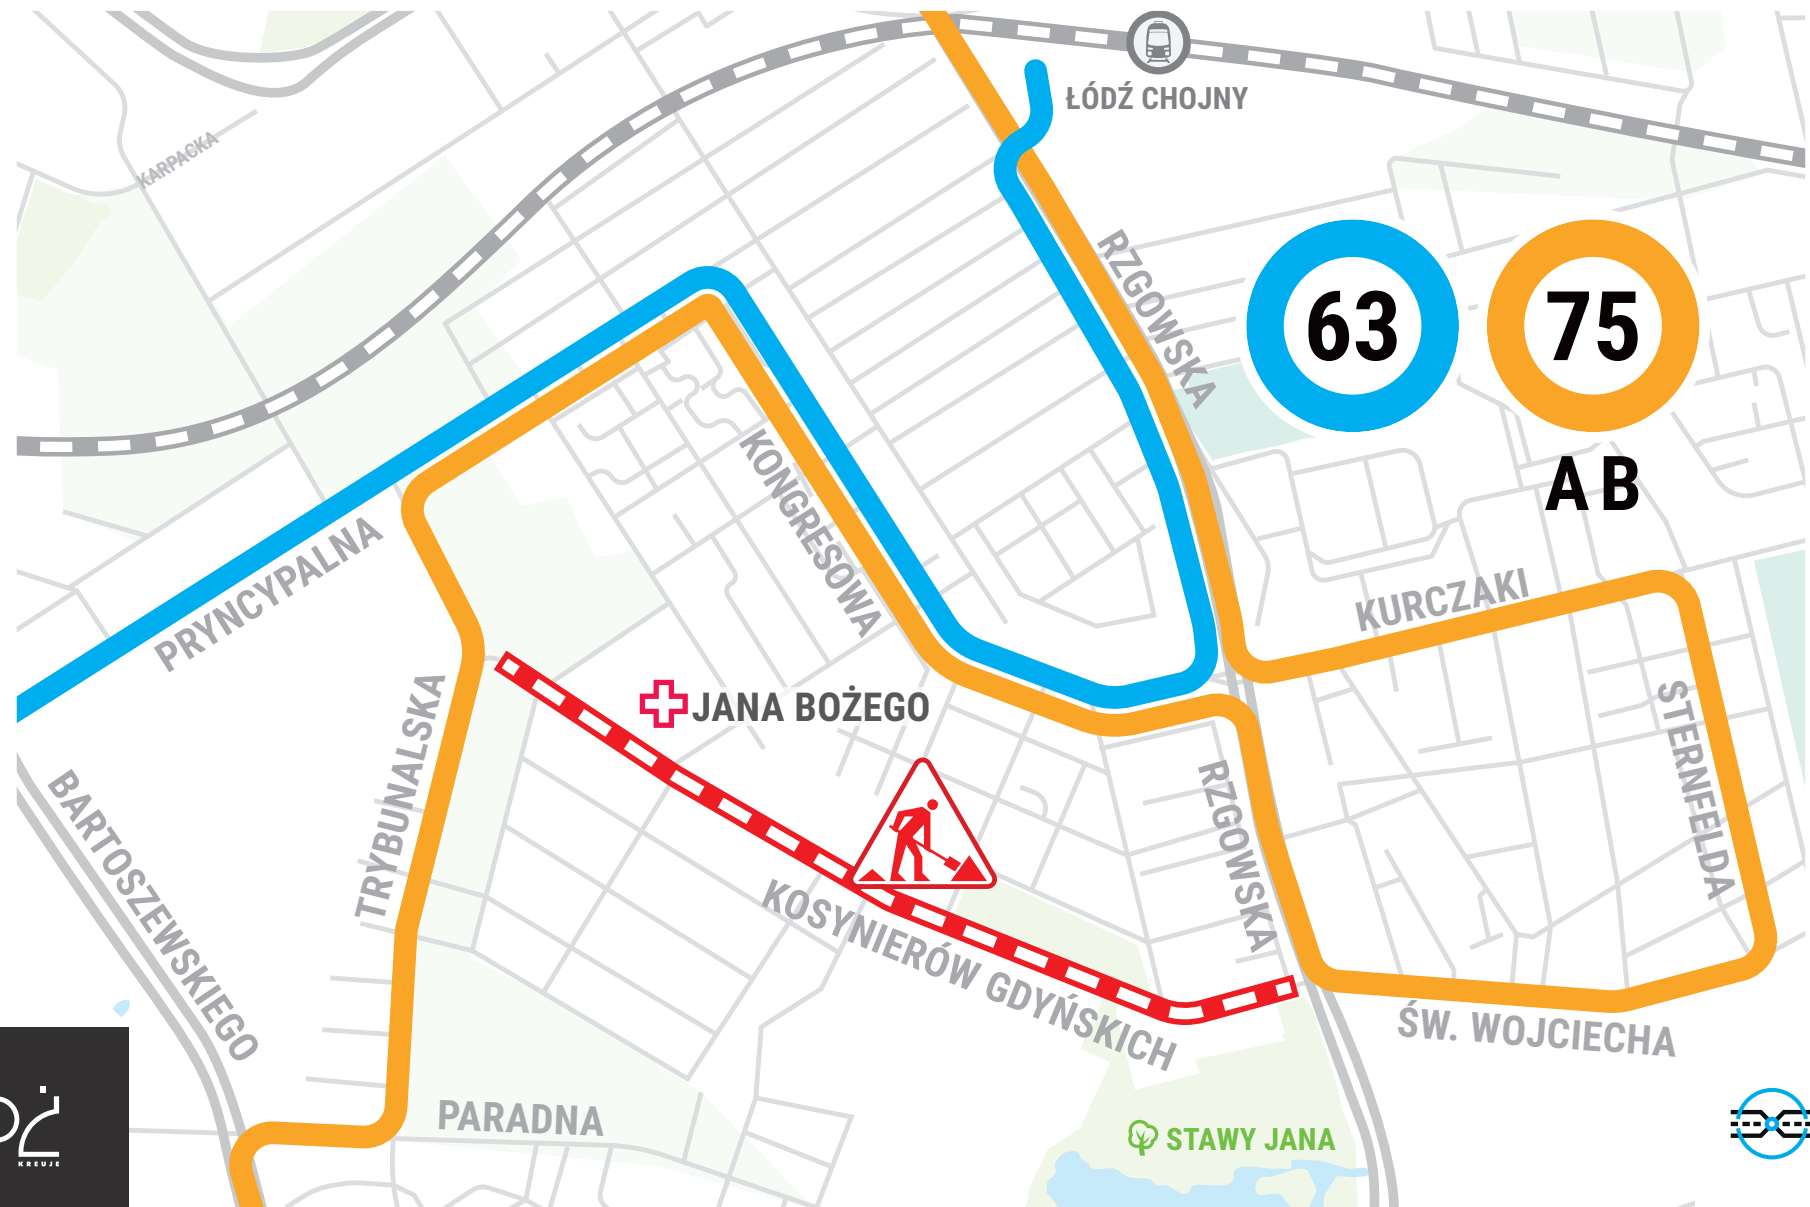 ŁÓDŹ CHOJNY
KARPACKA
RZGOWSKA
63
75
A B
KONGRESOWA
PRYNCYPALNA
KURCZAKI
JANA BOŻEGO
TRYBUNALSKA
STERNFELDA
BARTOSZEWSKIEGO
RZGOWSKA
KOSYNIERÓW GDYŃSKICH
ŚW. WOJCIECHA
PARADNA
STAWY JANA
KREUJE